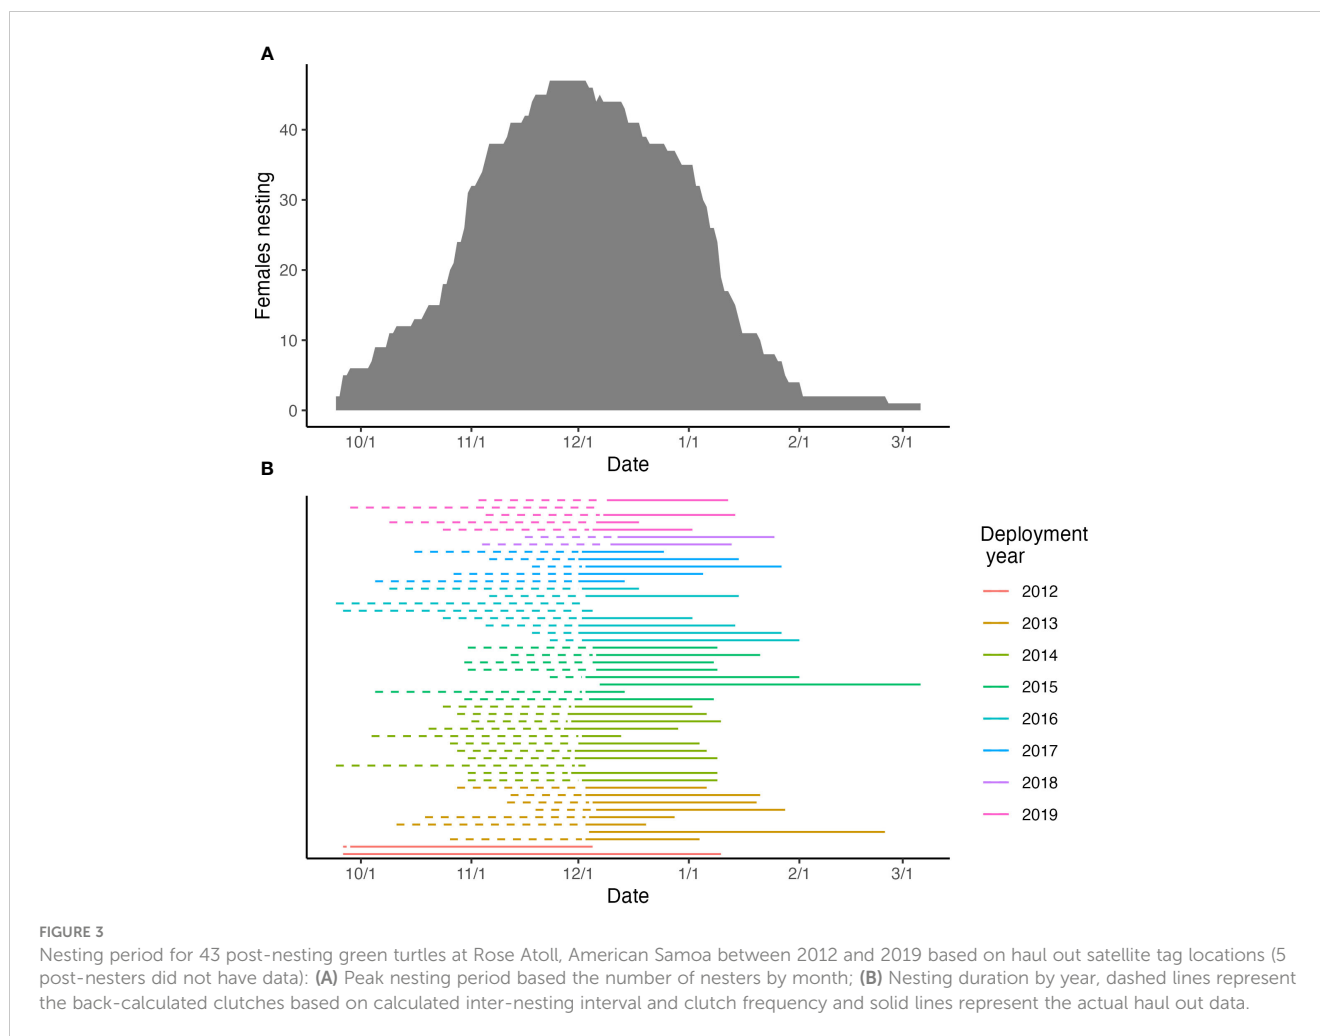 A
Females nesting
40
30
20
10
0
10/1 11/1 12/1 1/1 2/1 3/1
Date
B
10/1 11/1 12/1 1/1 2/1 3/1
Date
Deployment
year
2012
2013
2014
2015
2016
2017
2018
2019
FIGURE 3
Nesting period for 43 post-nesting green turtles at Rose Atoll, American Samoa between 2012 and 2019 based on haul out satellite tag locations (5
post-nesters did not have data): (A) Peak nesting period based the number of nesters by month; (B) Nesting duration by year, dashed lines represent
the back-calculated clutches based on calculated inter-nesting interval and clutch frequency and solid lines represent the actual haul out data.